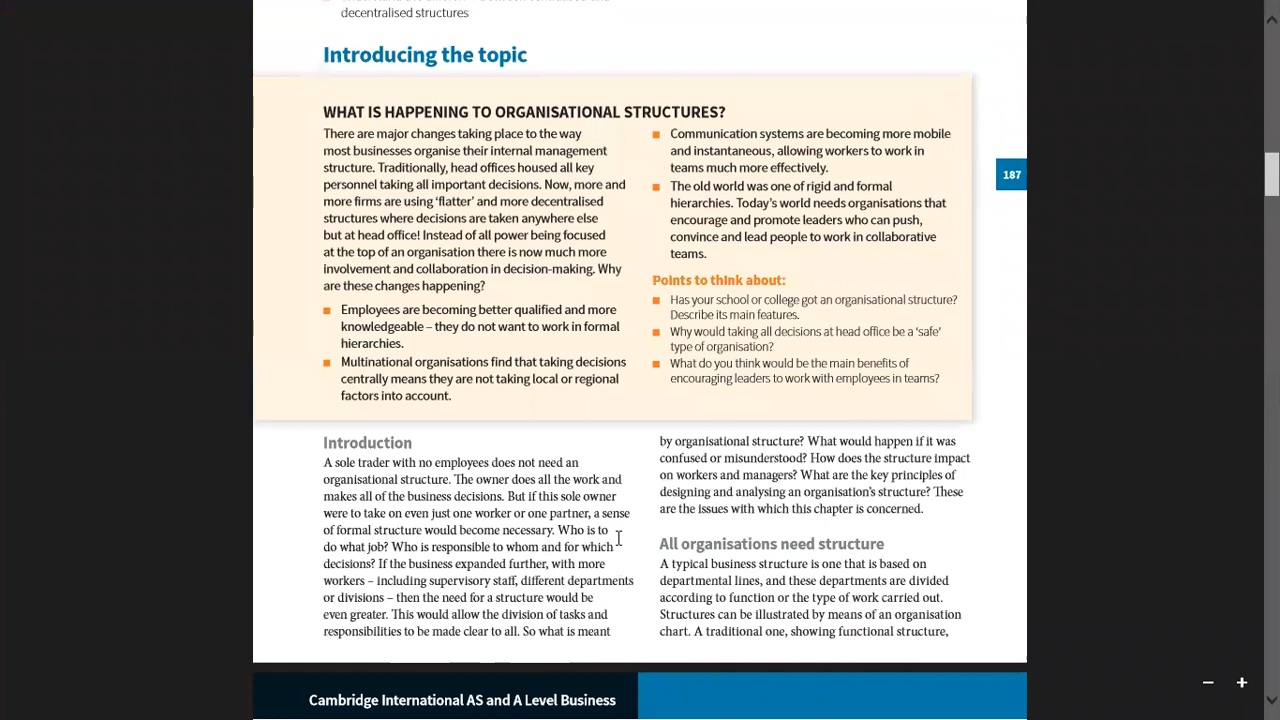 decentralised structures
Introducing the topic
WHAT IS HAPPENING TO ORGANISATIONAL STRUCTURES?
There are major changes taking place to the way
most businesses organise their internal management
structure. Traditionally, head offices housed all key
personnel taking all important decisions. Now, more and
more firms are using ‘flatter’ and more decentralised
structures where decisions are taken anywhere else
but at head office! Instead of all power being focused
at the top of an organisation there is now much more
involvement and collaboration in decision-making. Why
are these changes happening?
■ Employees are becoming better qualified and more
knowledgeable – they do not want to work in formal
hierarchies.
■ Multinational organisations find that taking decisions
centrally means they are not taking local or regional
factors into account.
■ Communication systems are becoming more mobile
and instantaneous, allowing workers to work in
teams much more effectively.
■ The old world was one of rigid and formal
hierarchies. Today’s world needs organisations that
encourage and promote leaders who can push,
convince and lead people to work in collaborative
teams.
Points to think about:
■ Has your school or college got an organisational structure?
Describe its main features.
■ Why would taking all decisions at head office be a ‘safe’
type of organisation?
■ What do you think would be the main benefits of
encouraging leaders to work with employees in teams?
187
Introduction
A sole trader with no employees does not need an
organisational structure. The owner does all the work and
makes all of the business decisions. But if this sole owner
were to take on even just one worker or one partner, a sense
of formal structure would become necessary. Who is to
do what job? Who is responsible to whom and for which
decisions? If the business expanded further, with more
workers – including supervisory staff, different departments
or divisions – then the need for a structure would be
even greater. This would allow the division of tasks and
responsibilities to be made clear to all. So what is meant
by organisational structure? What would happen if it was
confused or misunderstood? How does the structure impact
on workers and managers? What are the key principles of
designing and analysing an organisation’s structure? These
are the issues with which this chapter is concerned.
All organisations need structure
A typical business structure is one that is based on
departmental lines, and these departments are divided
according to function or the type of work carried out.
Structures can be illustrated by means of an organisation
chart. A traditional one, showing functional structure,
Cambridge International AS and A Level Business